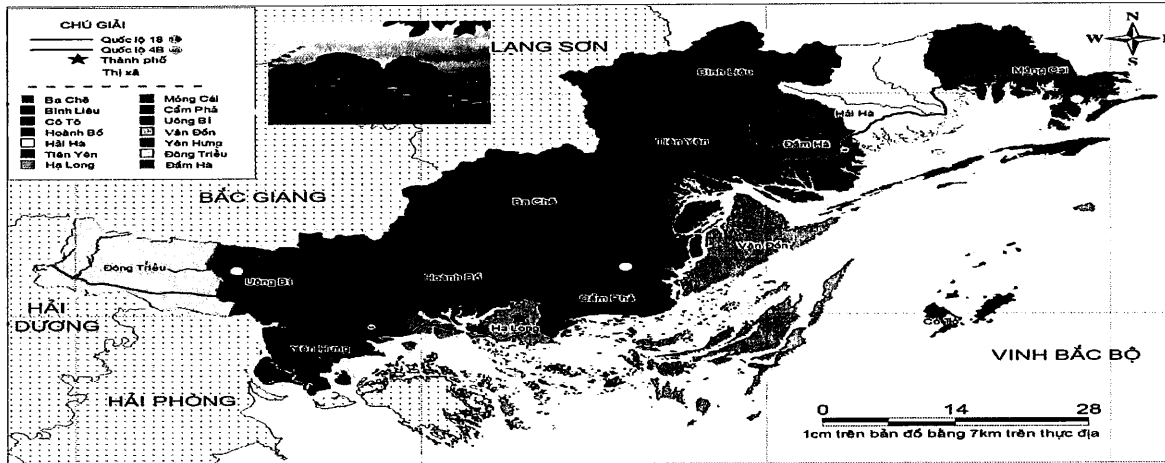 CHÚ GIẢI
Quốc lộ 18
Quốc lộ 4B
Thành phố
Thị xã
Ba Chẽ
Bình Liêu
Cô Tô
Hoành Bồ
Hải Hà
Tiên Yên
Hạ Long
Móng Cái
Cẩm Phả
Uông Bí
Vân Đồn
Yên Hưng
Đông Triều
Đầm Hà
LẠNG SƠN
N
W
S
Bình Liêu
Móng Cái
Hải Hà
Tiên Yên
Đầm Hà
BẮC GIANG
Ba Chẽ
Vân Đồn
Đông Triều
Uông Bí
Hoành Bồ
Cẩm Phả
HẢI
DƯƠNG
Hạ Long
Cô Tô
Yên Hưng
VINH BẮC BỘ
HẢI PHÒNG
0 14 28
1cm trên bản đồ bằng 7km trên thực địa